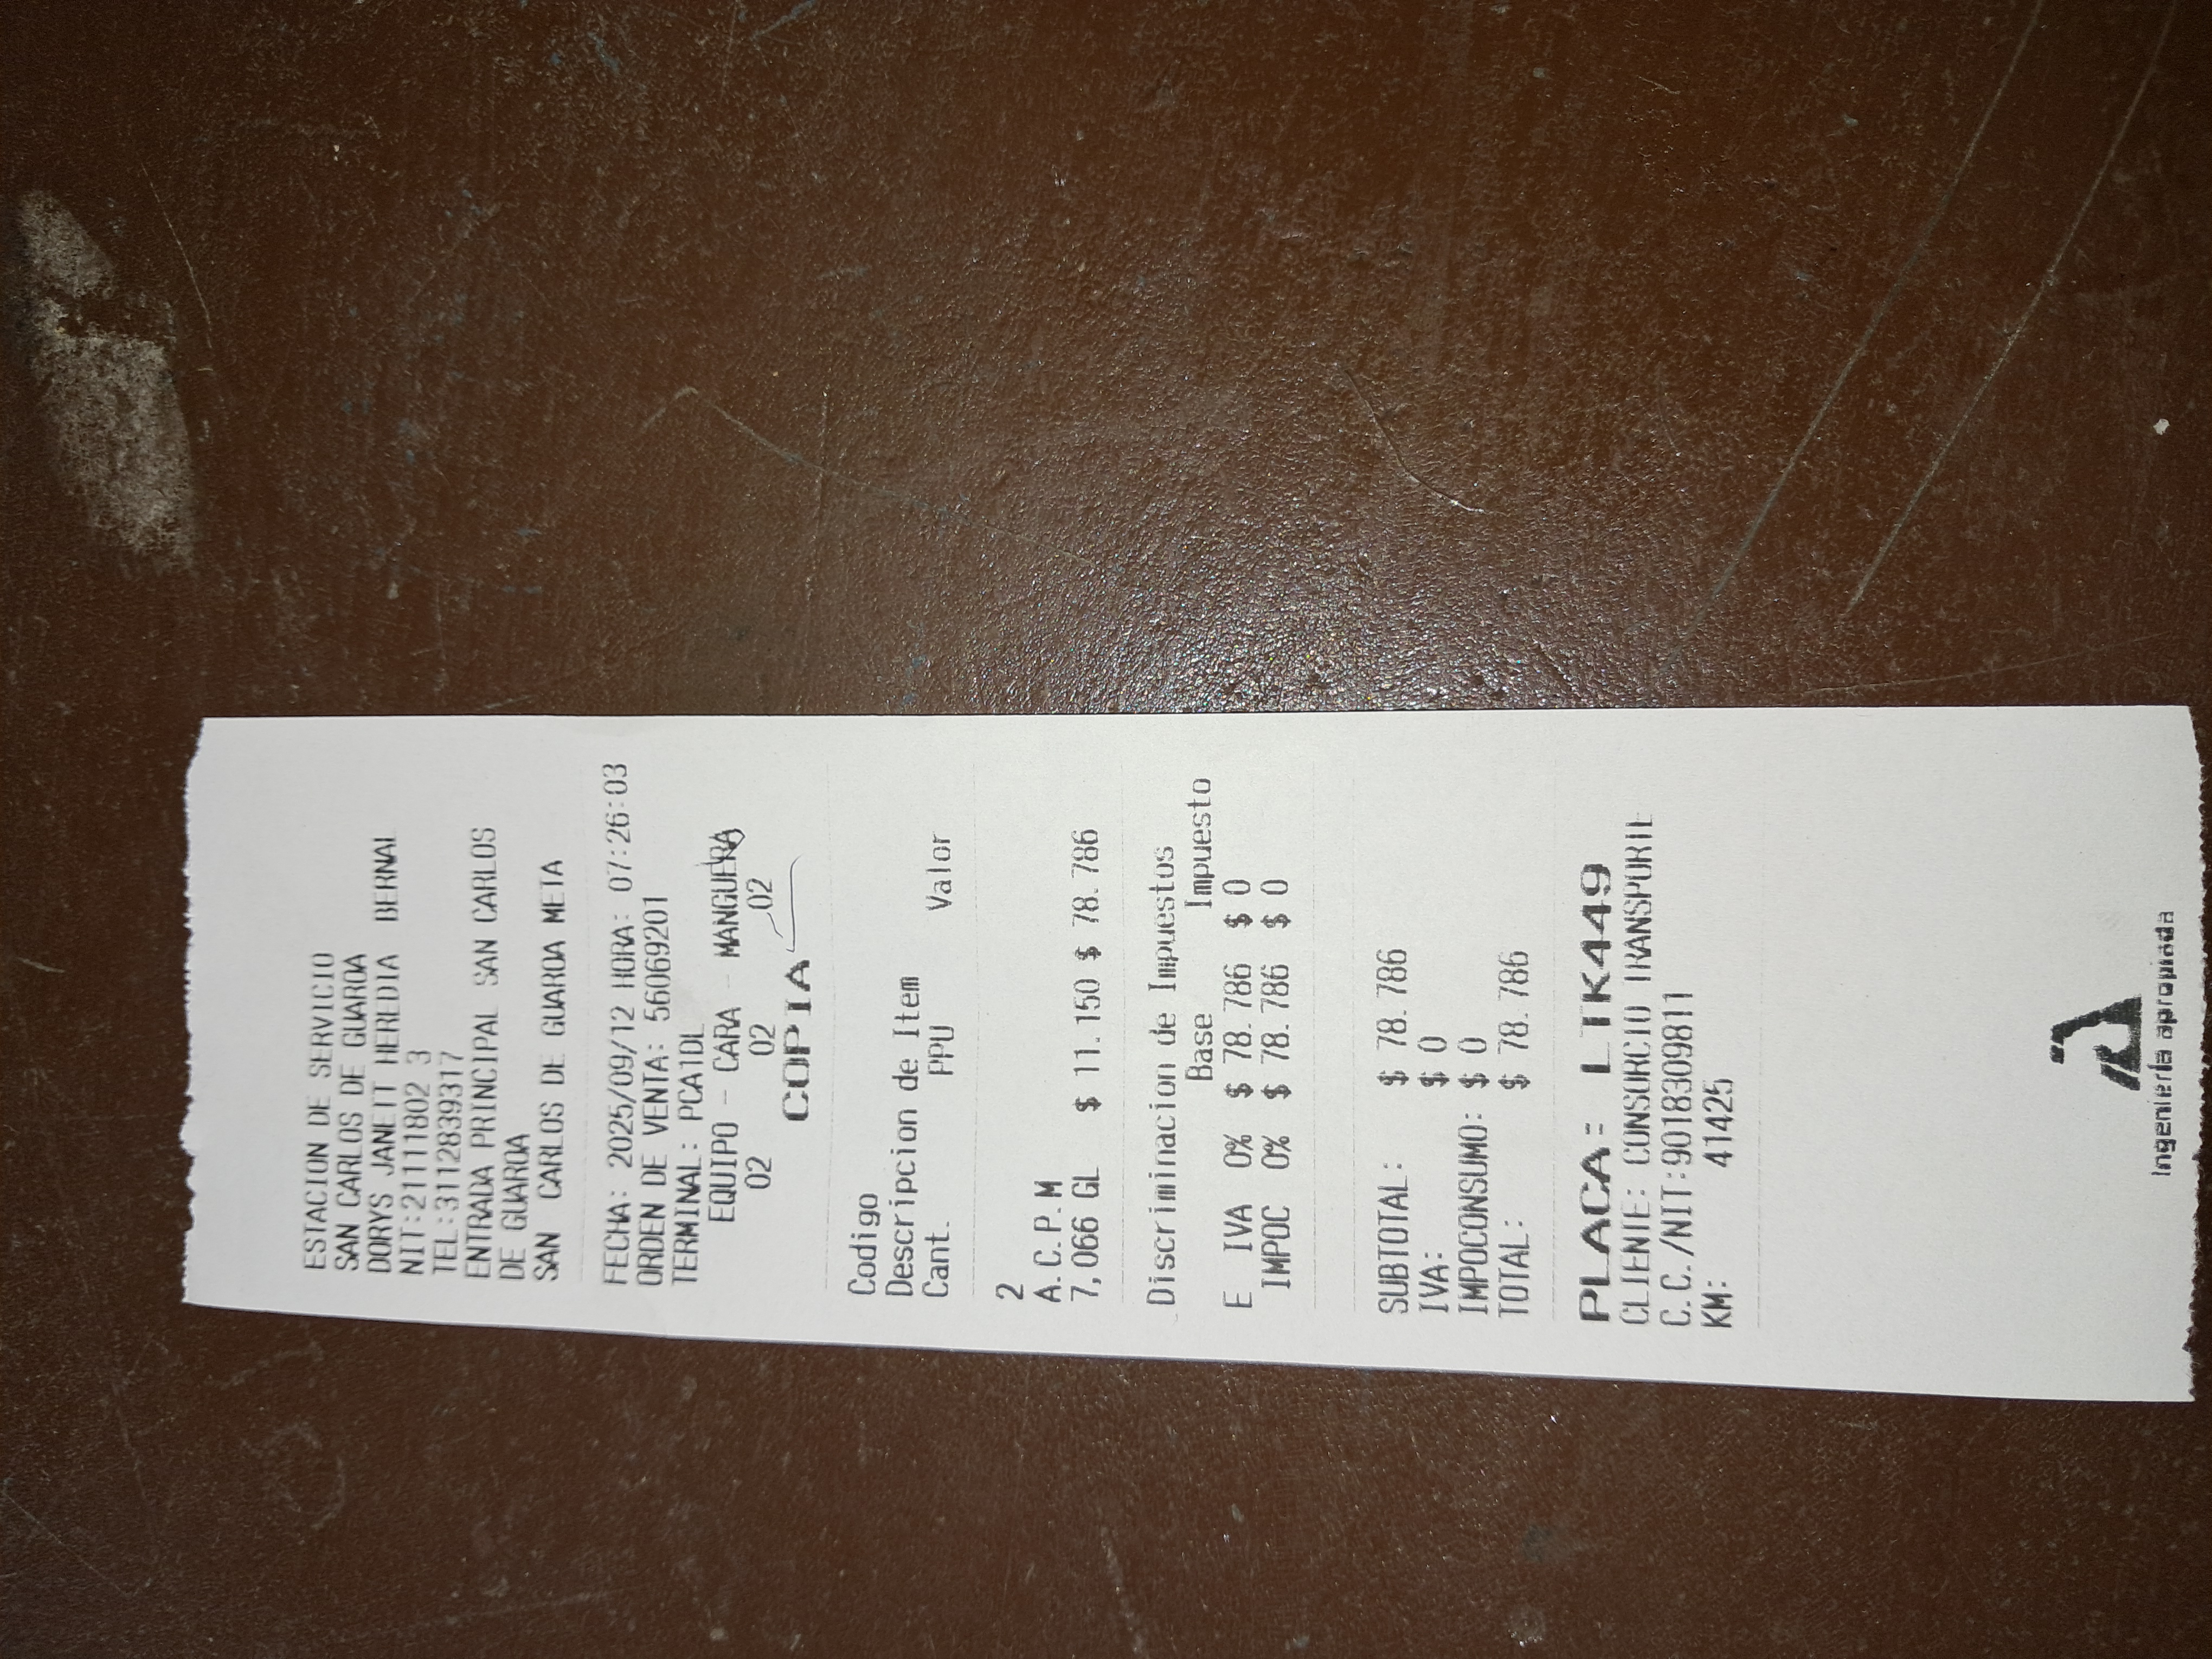 ESTACION DE SERVICIO
SAN CARLOS DE GUAROA
DORYS JANETT HEREDIA BERNAL
NIT:21111802 3
TEL:3112839317
ENTRADA PRINCIPAL SAN CARLOS
DE GUAROA
SAN CARLOS DE GUAROA META
FECHA: 2025/09/12 HORA: 07:26:03
ORDEN DE VENTA: 56069201
TERMINAL: PCA1DL
EQUIPO - CARA - MANGUERA
02 02 02
COPIA
Codigo
Descripcion de Item
Cant. PPU Valor
2
A.C.P.M
7,066 GL $ 11.150 $ 78.786
Discriminacion de Impuestos
Base Impuesto
E IVA 0% $ 78.786 $ 0
IMPOC 0% $ 78.786 $ 0
SUBTOTAL: $ 78.786
IVA: $ 0
IMPOCONSUMO: $ 0
TOTAL: $ 78.786
PLACA: LTK449
CLIENTE: CONSORCIO TRANSPORTE
C.C./NIT:9018309811
KM: 41425
Ingeniería apropiada